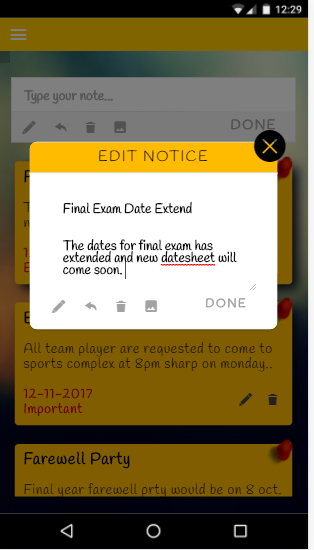 12:29
Type your note...
DONE
EDIT NOTICE
F
Final Exam Date Extend
The dates for final exam has
extended and new datesheet will
come soon.
DONE
E
All team player are requested to come to
sports complex at 8pm sharp on monday..
12-11-2017
Important
Farewell Party
Final year farewell prty would be on 8 oct.